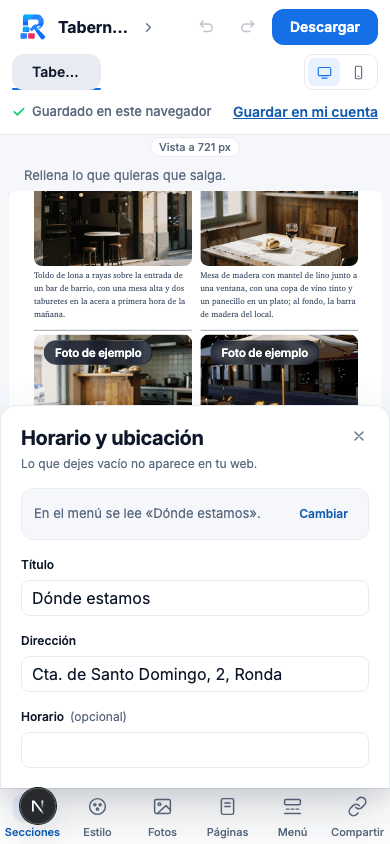 Tabern...
Descargar
Tabe...
Guardado en este navegador
Guardar en mi cuenta
Vista a 721 px
Rellena lo que quieras que salga.
Toldo de lona a rayas sobre la entrada de
un bar de barrio, con una mesa alta y dos
taburetes en la acera a primera hora de la
mañana.
Mesa de madera con mantel de lino junto a
una ventana, con una copa de vino tinto y
un panecillo en un plato; al fondo, la barra
de madera del local.
Foto de ejemplo
Foto de ejemplo
Horario y ubicación
Lo que dejes vacío no aparece en tu web.
En el menú se lee «Dónde estamos».
Cambiar
Título
Dónde estamos
Dirección
Cta. de Santo Domingo, 2, Ronda
Horario (opcional)
N
Secciones
Estilo
Fotos
Páginas
Menú
Compartir